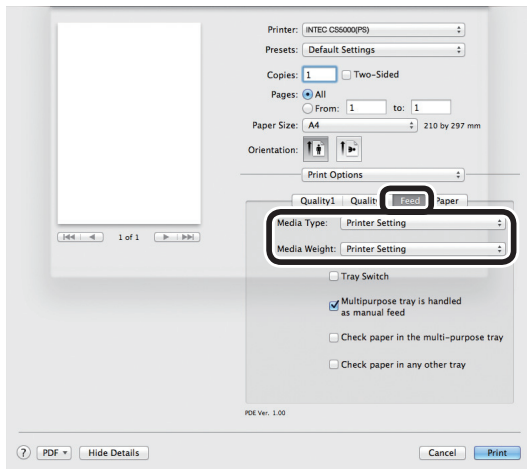 Printer: INTEC CS5000(PS)
Presets: Default Settings
Copies: 1 Two-Sided
Pages: All
From: 1 to: 1
Paper Size: A4 210 by 297 mm
Orientation:
Print Options
Quality1 Quality Feed Paper
Media Type: Printer Setting
1 of 1
Media Weight: Printer Setting
Tray Switch
Multipurpose tray is handled
as manual feed
Check paper in the multi-purpose tray
Check paper in any other tray
PDE Ver. 1.00
? PDF Hide Details Cancel Print